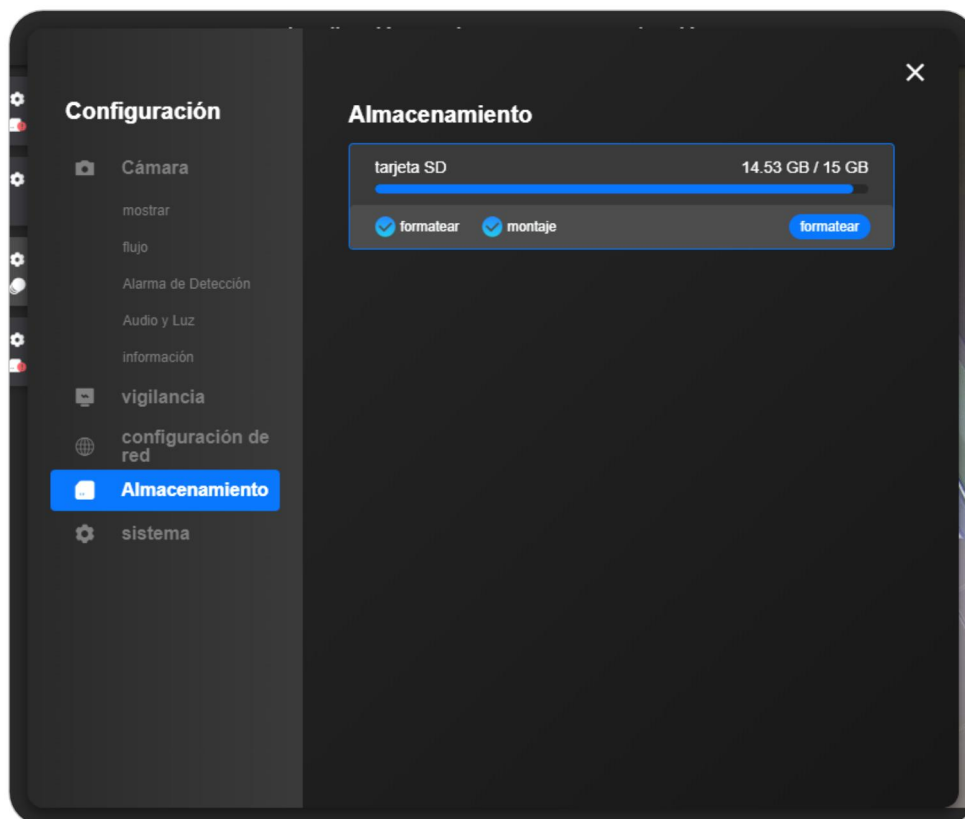 Configuración
Cámara
mostrar
flujo
Alarma de Detección
Audio y Luz
información
vigilancia
configuración de
red
Almacenamiento
sistema
Almacenamiento
tarjeta SD 14.53 GB / 15 GB
formatear montaje formatear